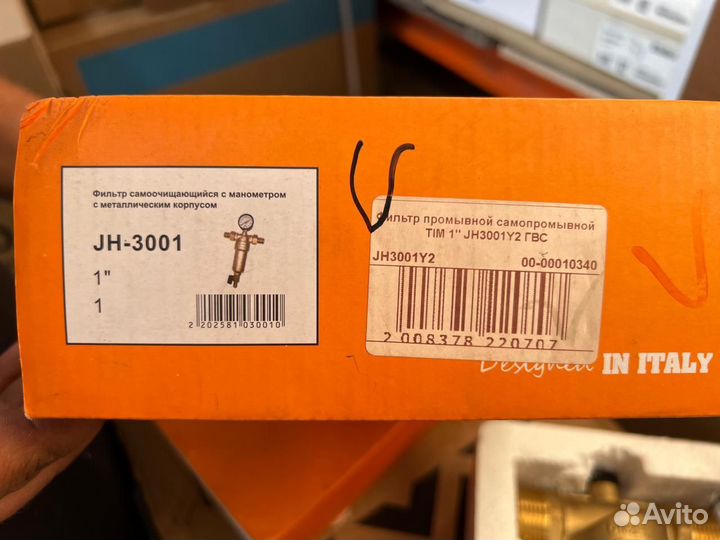 Фильтр самоочищающийся с манометром
с металлическим корпусом
JH-3001
1"
1
2 202581 030010
Фильтр промывной самопромывной
TIM 1'' JH3001Y2 ГВС
JH3001Y2 00-00010340
2 008378 220707
Designed IN ITALY
Avito